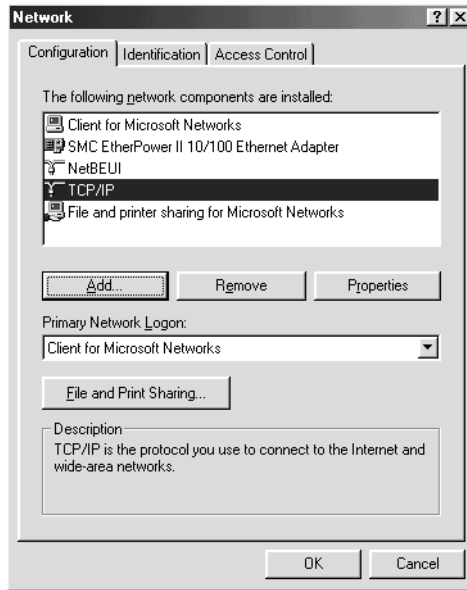 Network
? X
Configuration Identification Access Control
The following network components are installed:
Client for Microsoft Networks
SMC EtherPower II 10/100 Ethernet Adapter
NetBEUI
TCP/IP
File and printer sharing for Microsoft Networks
Add... Remove Properties
Primary Network Logon:
Client for Microsoft Networks
File and Print Sharing...
Description
TCP/IP is the protocol you use to connect to the Internet and
wide-area networks.
OK Cancel